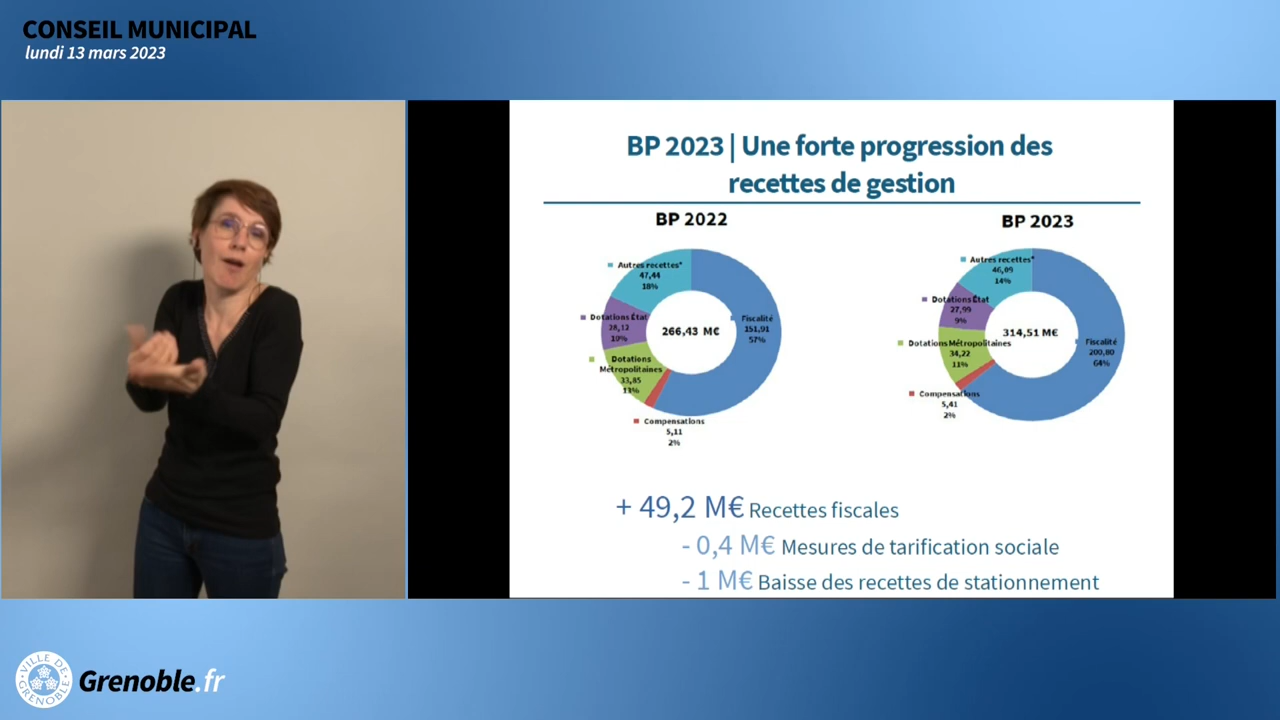 CONSEIL MUNICIPAL
lundi 13 mars 2023
BP 2023 | Une forte progression des
recettes de gestion
BP 2022
Autres recettes*
47,44
18%
Dotations État
28,12
10%
Dotations
Métropolitaines
33,85
13%
Compensations
5,11
2%
Fiscalité
151,91
57%
266,43 M€
BP 2023
Autres recettes*
46,09
14%
Dotations État
27,99
9%
Dotations Métropolitaines
34,22
11%
Compensations
5,41
2%
Fiscalité
200,80
64%
314,51 M€
+ 49,2 M€ Recettes fiscales
- 0,4 M€ Mesures de tarification sociale
- 1 M€ Baisse des recettes de stationnement
VILLE DE
GRENOBLE
Grenoble.fr